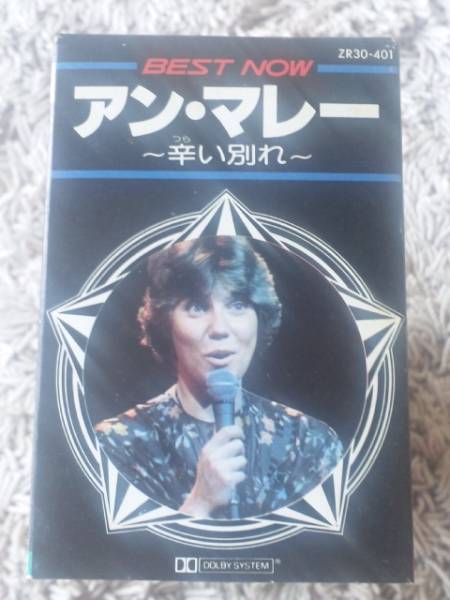 ZR30-401
BEST NOW
アン・マレー
つら
～辛い別れ～
DOLBY SYSTEM®